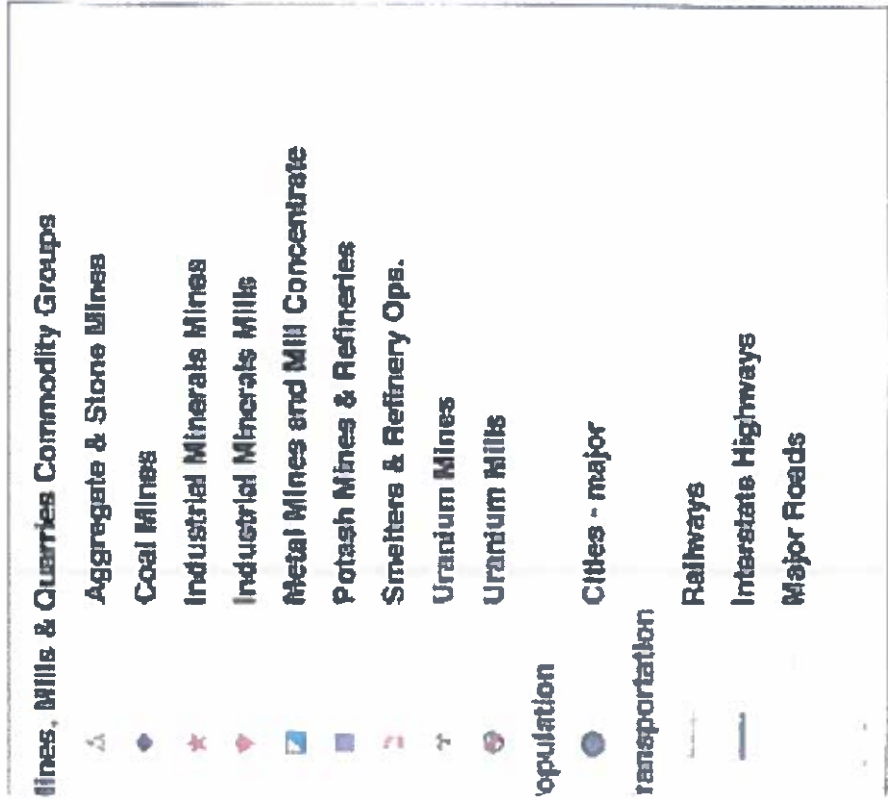 lines, Mills & Quarries Commodity Groups
Aggregate & Stone Mines
Coal Mines
Industrial Minerals Mines
Industrial Minerals Mills
Metal Mines and Mill Concentrate
Potash Mines & Refineries
Smelters & Refinery Ops.
Uranium Mines
Uranium Mills
opulation
Cities - major
ransportation
Railways
Interstate Highways
Major Roads